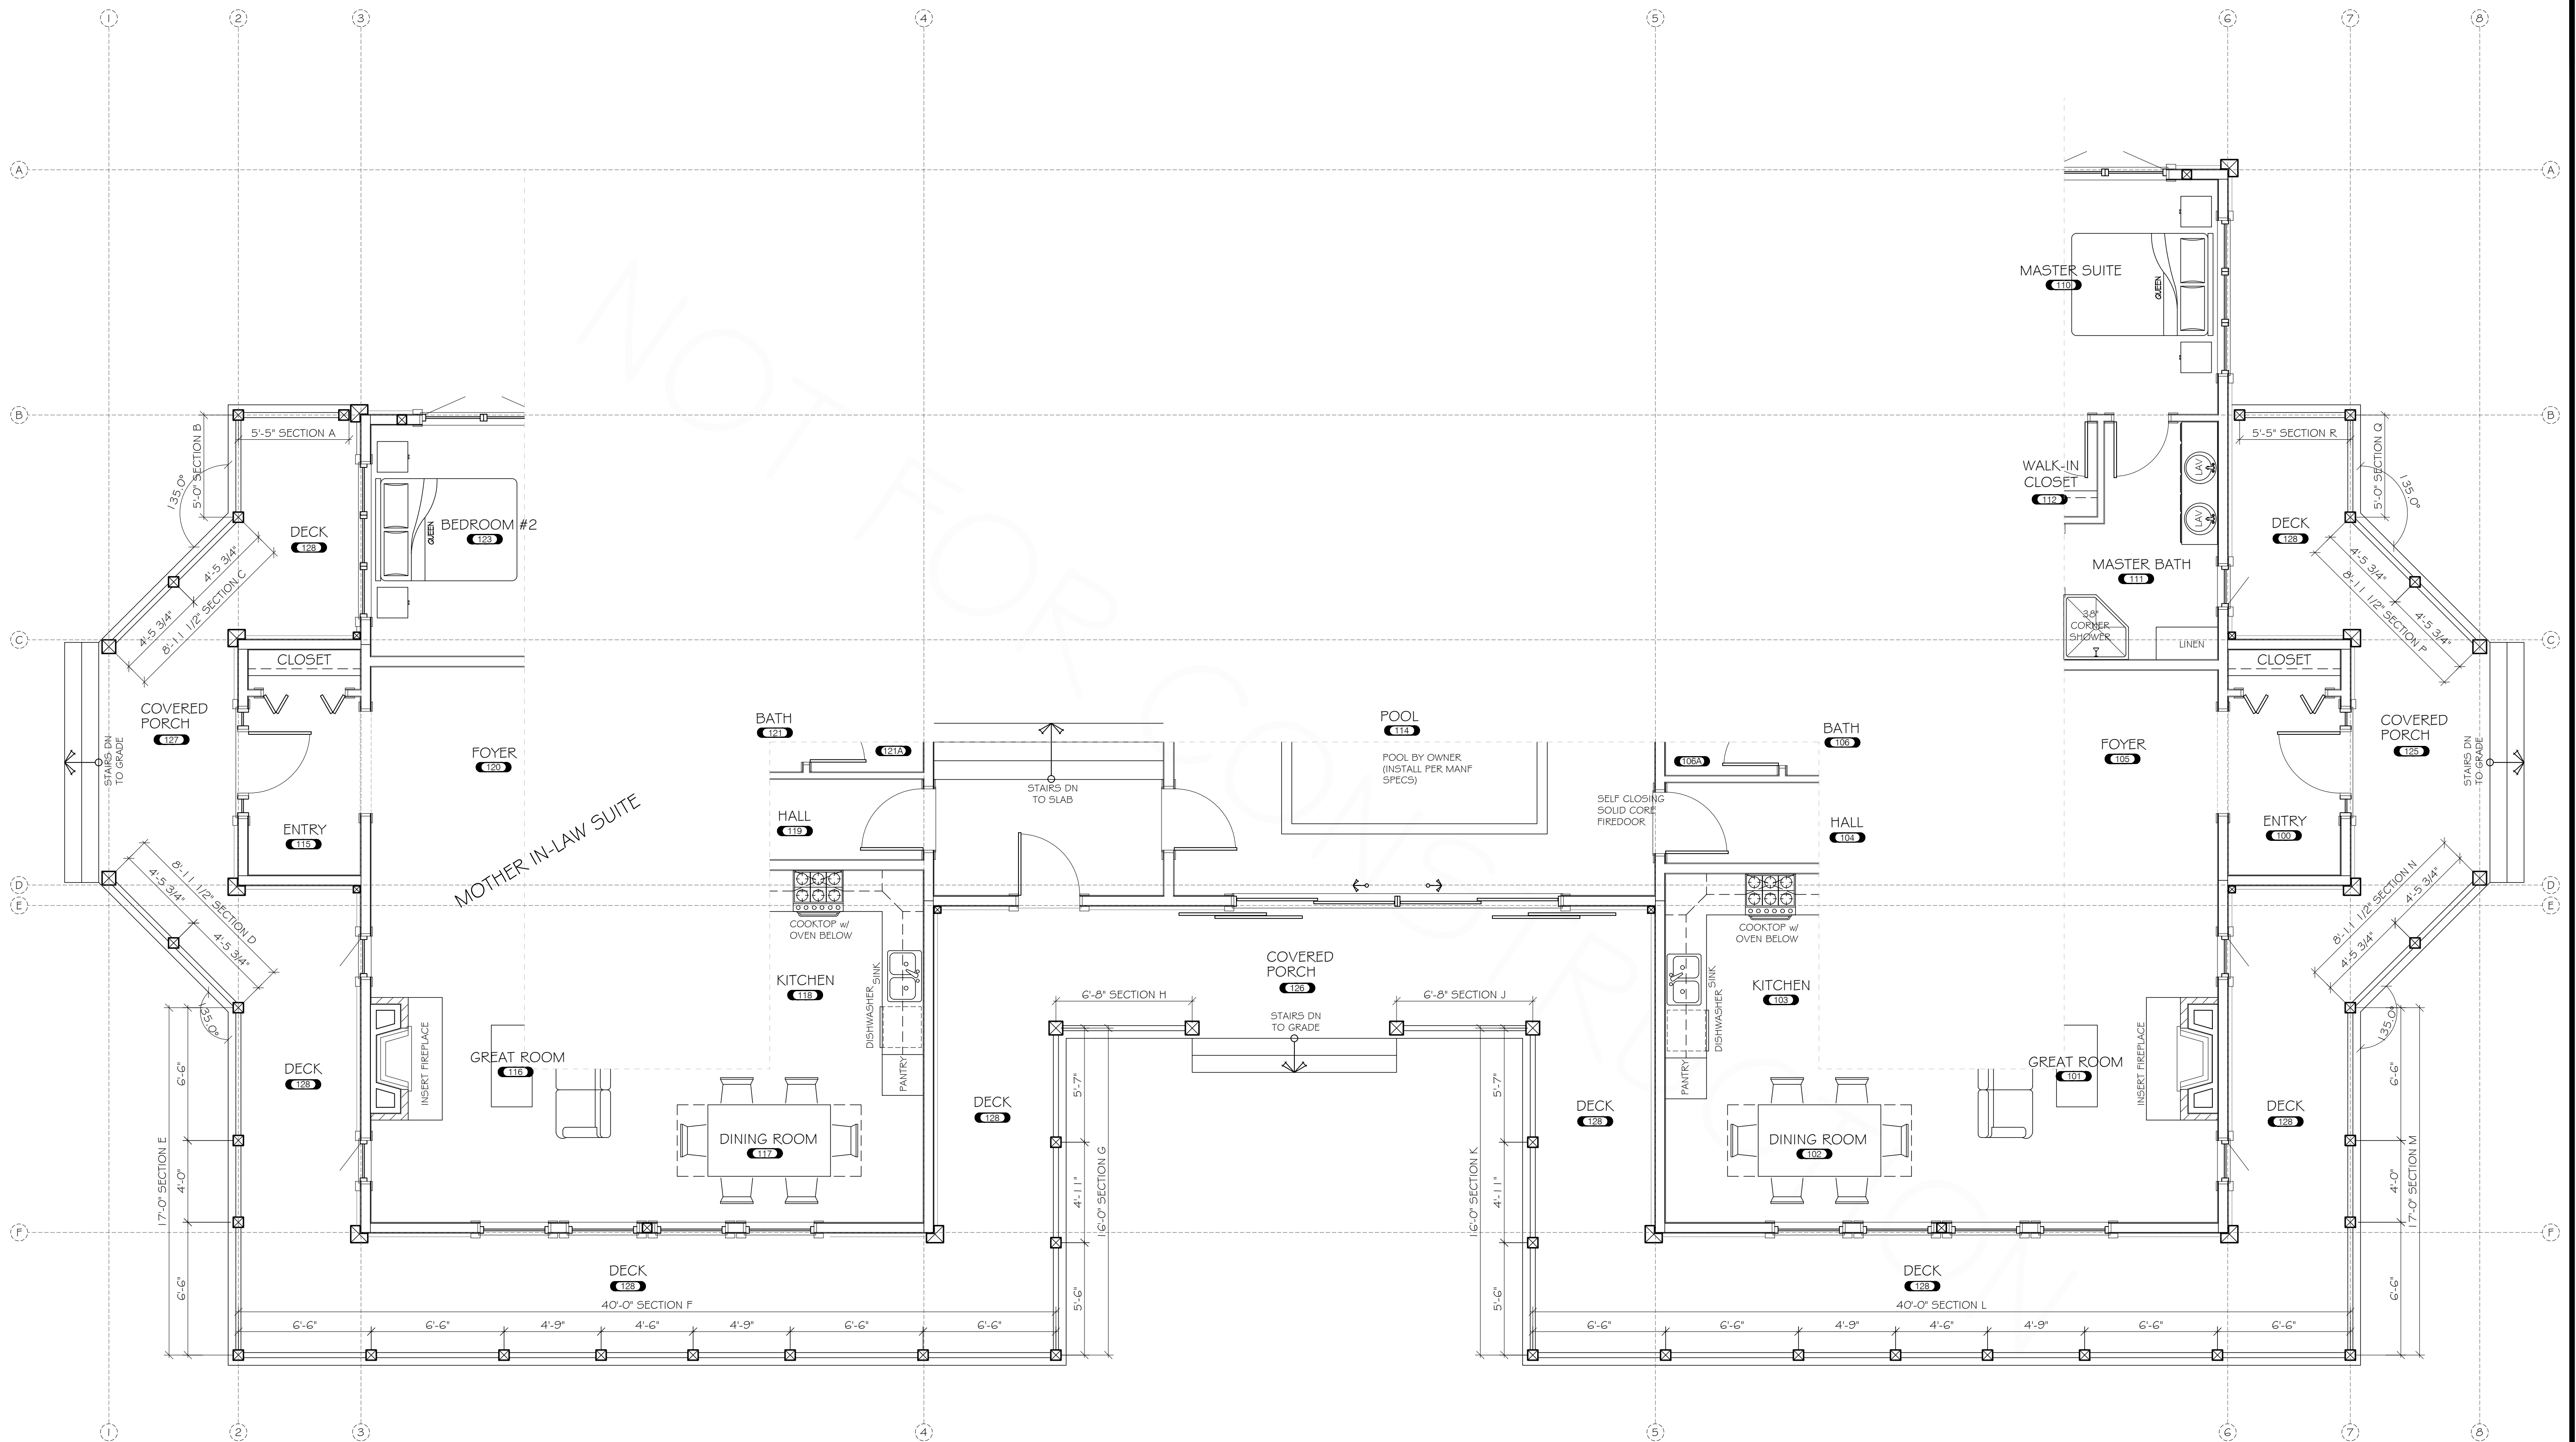 1 2 3 4 5 6 7 8
A A
MASTER SUITE
110
QUEEN
B B
5'-5" SECTION A
5'-0" SECTION B
135.0°
5'-5" SECTION R
5'-0" SECTION Q
135.0°
NOT FOR CONSTRUCTION
WALK-IN
CLOSET
112
LAV
LAV
BEDROOM #2
123
QUEEN
DECK
128
DECK
128
4'-5 3/4"
4'-5 3/4"
8'-11 1/2" SECTION C
4'-5 3/4"
4'-5 3/4"
8'-11 1/2" SECTION P
MASTER BATH
111
38"
CORNER
SHOWER
LINEN
C C
CLOSET
CLOSET
COVERED
PORCH
127
STAIRS DN
TO GRADE
FOYER
120
BATH
121
121A
POOL
114
POOL BY OWNER
(INSTALL PER MANF
SPECS)
BATH
106
106A
FOYER
105
COVERED
PORCH
125
STAIRS DN
TO GRADE
STAIRS DN
TO SLAB
SELF CLOSING
SOLID CORE
FIREDOOR
ENTRY
115
MOTHER IN-LAW SUITE
HALL
119
HALL
104
ENTRY
100
D D
E E
8'-11 1/2" SECTION D
4'-5 3/4"
4'-5 3/4"
8'-11 1/2" SECTION N
4'-5 3/4"
4'-5 3/4"
COOKTOP w/
OVEN BELOW
COOKTOP w/
OVEN BELOW
KITCHEN
118
SINK
DISHWASHER
PANTRY
COVERED
PORCH
126
KITCHEN
103
SINK
DISHWASHER
PANTRY
6'-8" SECTION H
6'-8" SECTION J
STAIRS DN
TO GRADE
135.0°
135.0°
GREAT ROOM
116
INSERT FIREPLACE
GREAT ROOM
101
INSERT FIREPLACE
DECK
128
DECK
128
DECK
128
DECK
128
DINING ROOM
117
DINING ROOM
102
17'-0" SECTION E
6'-6"
4'-0"
6'-6"
5'-7"
4'-11"
5'-6"
16'-0" SECTION G
16'-0" SECTION K
5'-7"
4'-11"
5'-6"
6'-6"
4'-0"
6'-6"
17'-0" SECTION M
F F
DECK
128
DECK
128
40'-0" SECTION F
40'-0" SECTION L
6'-6" 6'-6" 4'-9" 4'-6" 4'-9" 6'-6" 6'-6"
6'-6" 6'-6" 4'-9" 4'-6" 4'-9" 6'-6" 6'-6"
1 2 3 4 5 6 7 8